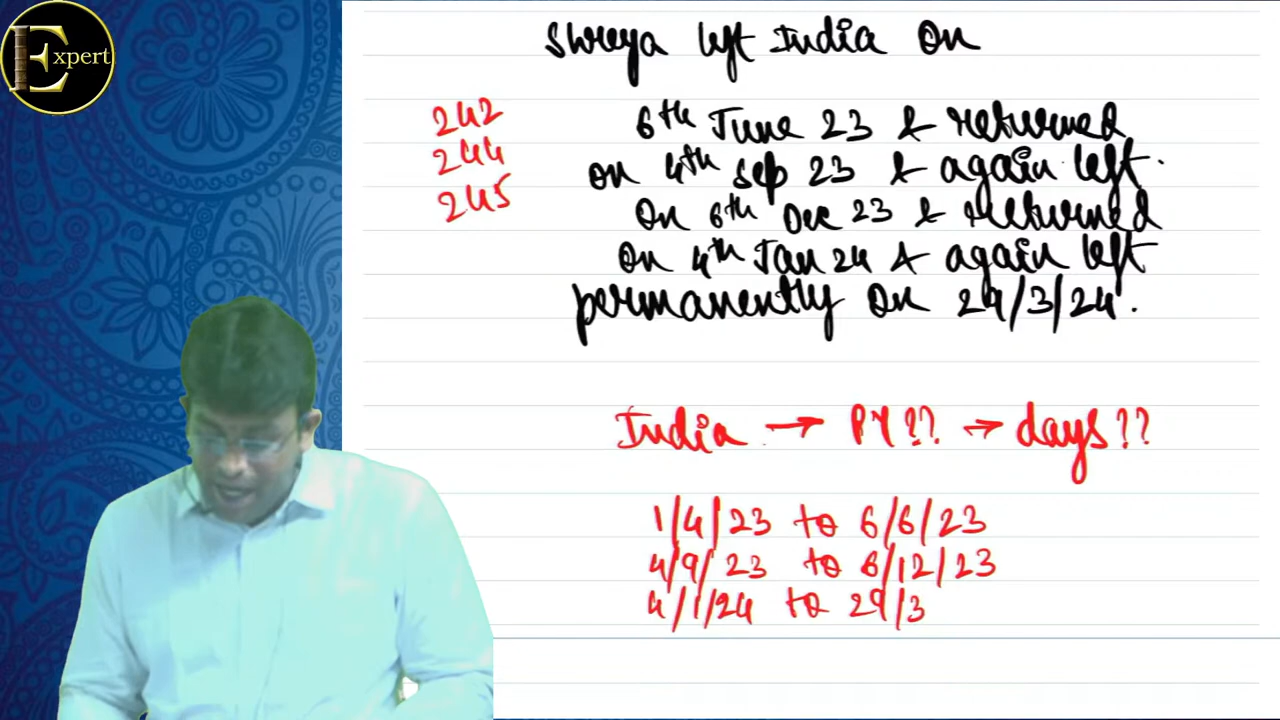 Expert
Shreya left India on
242
244
245
6th June 23 & returned
on 4th Sep 23 & again left.
on 6th Dec 23 & returned
on 4th Jan 24 & again left
permanently on 29/3/24.
India → PY ?? → days ??
1/4/23 to 6/6/23
4/9/23 to 6/12/23
4/1/24 to 29/3